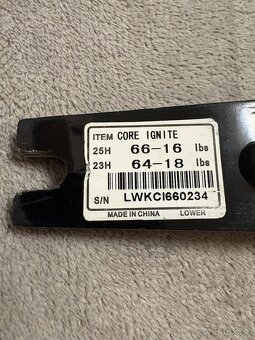 ITEM CORE IGNITE
25H 66-16 lbs
23H 64-18 lbs
S/N LWKCI660234
MADE IN CHINA LOWER